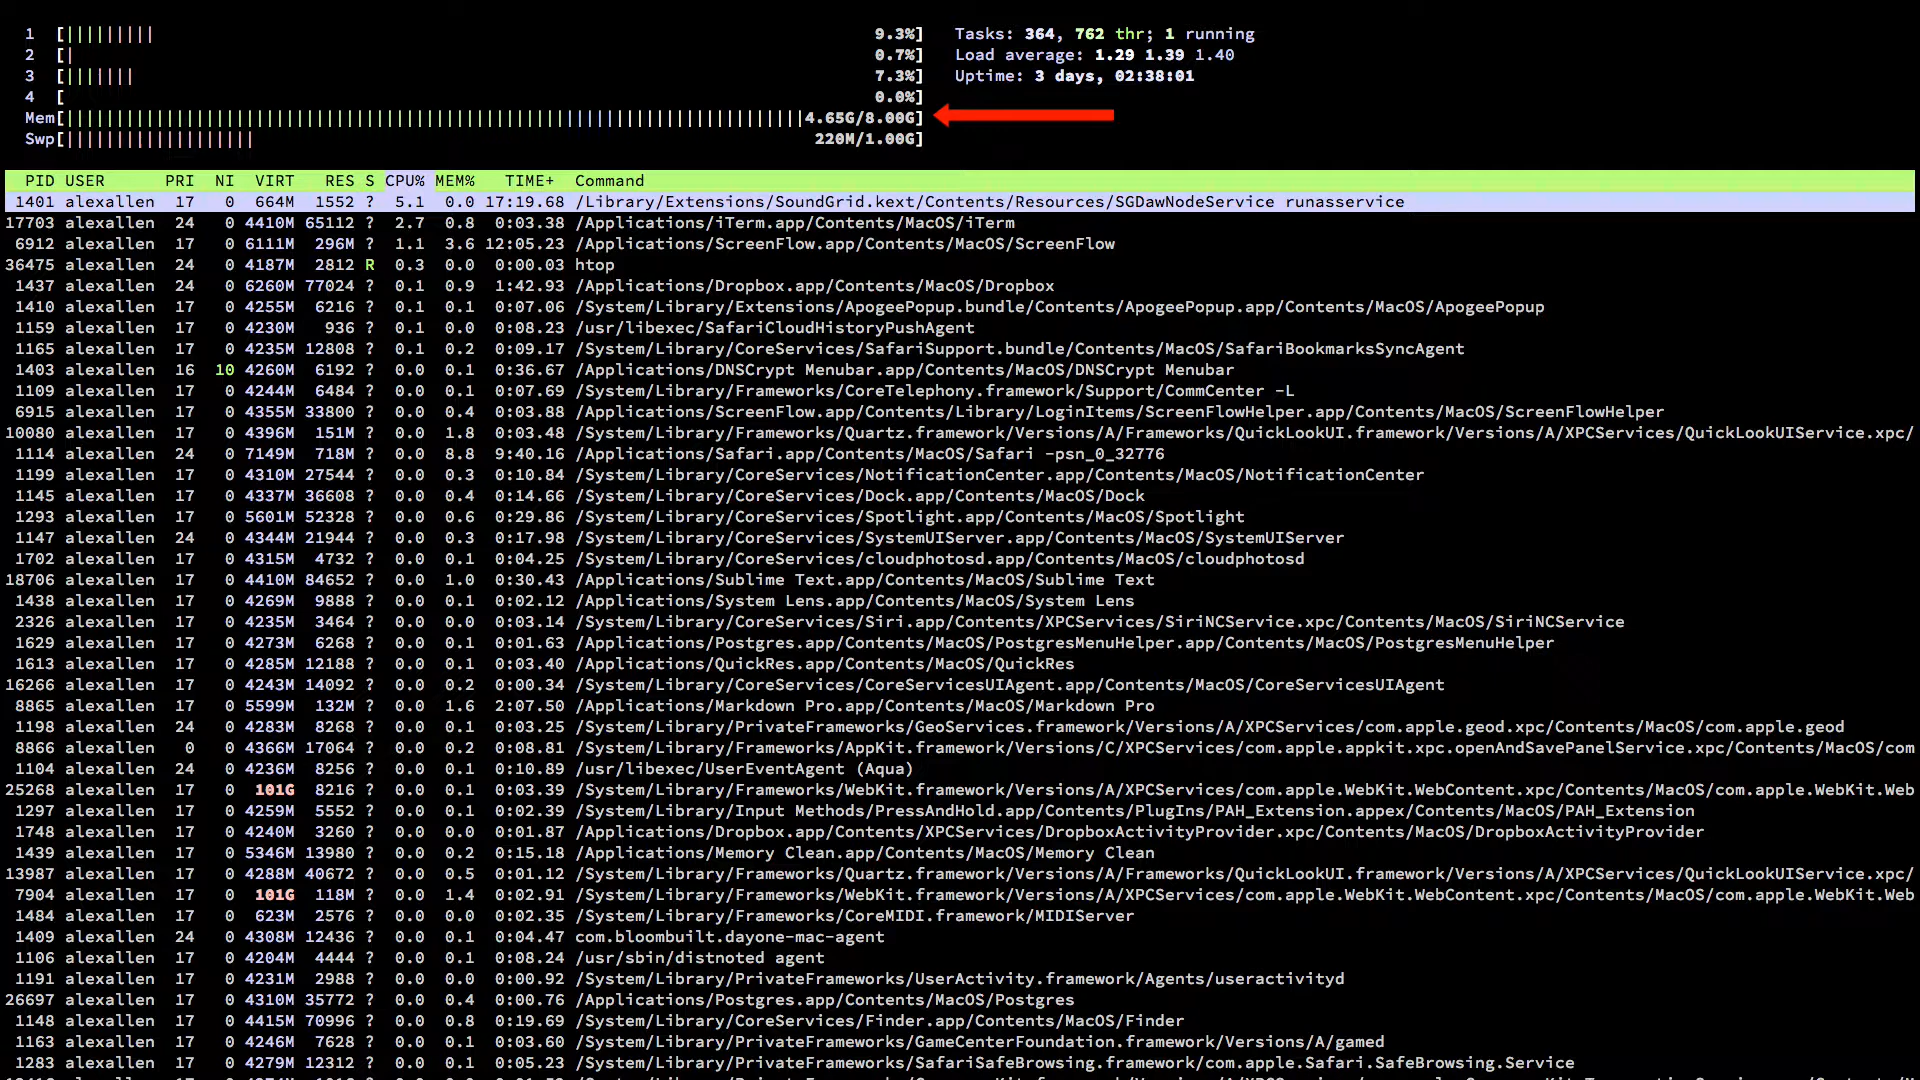 1 [||||||||| 9.3%] Tasks: 364, 762 thr; 1 running
2 [| 0.7%] Load average: 1.29 1.39 1.40
3 [||||||| 7.3%] Uptime: 3 days, 02:38:01
4 [ 0.0%]
Mem[||||||||||||||||||||||||||||||||||||||||||||||||||||||||||||||||||||||||||4.65G/8.00G]
Swp[||||||||||||||||||| 220M/1.00G]
PID USER PRI NI VIRT RES S CPU% MEM% TIME+ Command
1401 alexallen 17 0 664M 1552 ? 5.1 0.0 17:19.68 /Library/Extensions/SoundGrid.kext/Contents/Resources/SGDawNodeService runasservice
17703 alexallen 24 0 4410M 65112 ? 2.7 0.8 0:03.38 /Applications/iTerm.app/Contents/MacOS/iTerm
6912 alexallen 17 0 6111M 296M ? 1.1 3.6 12:05.23 /Applications/ScreenFlow.app/Contents/MacOS/ScreenFlow
36475 alexallen 24 0 4187M 2812 R 0.3 0.0 0:00.03 htop
1437 alexallen 24 0 6260M 77024 ? 0.1 0.9 1:42.93 /Applications/Dropbox.app/Contents/MacOS/Dropbox
1410 alexallen 17 0 4255M 6216 ? 0.1 0.1 0:07.06 /System/Library/Extensions/ApogeePopup.bundle/Contents/ApogeePopup.app/Contents/MacOS/ApogeePopup
1159 alexallen 17 0 4230M 936 ? 0.1 0.0 0:08.23 /usr/libexec/SafariCloudHistoryPushAgent
1165 alexallen 17 0 4235M 12808 ? 0.1 0.2 0:09.17 /System/Library/CoreServices/SafariSupport.bundle/Contents/MacOS/SafariBookmarksSyncAgent
1403 alexallen 16 10 4260M 6192 ? 0.0 0.1 0:36.67 /Applications/DNSCrypt Menubar.app/Contents/MacOS/DNSCrypt Menubar
1109 alexallen 17 0 4244M 6484 ? 0.0 0.1 0:07.69 /System/Library/Frameworks/CoreTelephony.framework/Support/CommCenter -L
6915 alexallen 17 0 4355M 33800 ? 0.0 0.4 0:03.88 /Applications/ScreenFlow.app/Contents/Library/LoginItems/ScreenFlowHelper.app/Contents/MacOS/ScreenFlowHelper
10080 alexallen 17 0 4396M 151M ? 0.0 1.8 0:03.48 /System/Library/Frameworks/Quartz.framework/Versions/A/Frameworks/QuickLookUI.framework/Versions/A/XPCServices/QuickLookUIService.xpc/
1114 alexallen 24 0 7149M 718M ? 0.0 8.8 9:40.16 /Applications/Safari.app/Contents/MacOS/Safari -psn_0_32776
1199 alexallen 17 0 4310M 27544 ? 0.0 0.3 0:10.84 /System/Library/CoreServices/NotificationCenter.app/Contents/MacOS/NotificationCenter
1145 alexallen 24 0 4337M 36608 ? 0.0 0.4 0:14.66 /System/Library/CoreServices/Dock.app/Contents/MacOS/Dock
1293 alexallen 17 0 5601M 52328 ? 0.0 0.6 0:29.86 /System/Library/CoreServices/Spotlight.app/Contents/MacOS/Spotlight
1147 alexallen 24 0 4344M 21944 ? 0.0 0.3 0:17.98 /System/Library/CoreServices/SystemUIServer.app/Contents/MacOS/SystemUIServer
1702 alexallen 17 0 4315M 4732 ? 0.0 0.1 0:04.25 /System/Library/CoreServices/cloudphotosd.app/Contents/MacOS/cloudphotosd
18706 alexallen 17 0 4410M 84652 ? 0.0 1.0 0:30.43 /Applications/Sublime Text.app/Contents/MacOS/Sublime Text
1438 alexallen 17 0 4269M 9888 ? 0.0 0.1 0:02.12 /Applications/System Lens.app/Contents/MacOS/System Lens
2326 alexallen 17 0 4235M 3464 ? 0.0 0.0 0:03.14 /System/Library/CoreServices/Siri.app/Contents/XPCServices/SiriNCService.xpc/Contents/MacOS/SiriNCService
1629 alexallen 17 0 4273M 6268 ? 0.0 0.1 0:01.63 /Applications/Postgres.app/Contents/MacOS/PostgresMenuHelper.app/Contents/MacOS/PostgresMenuHelper
1613 alexallen 17 0 4285M 12188 ? 0.0 0.1 0:03.40 /Applications/QuickRes.app/Contents/MacOS/QuickRes
16266 alexallen 17 0 4243M 14092 ? 0.0 0.2 0:00.34 /System/Library/CoreServices/CoreServicesUIAgent.app/Contents/MacOS/CoreServicesUIAgent
8865 alexallen 17 0 5599M 132M ? 0.0 1.6 2:07.50 /Applications/Markdown Pro.app/Contents/MacOS/Markdown Pro
1198 alexallen 24 0 4283M 8268 ? 0.0 0.1 0:03.25 /System/Library/PrivateFrameworks/GeoServices.framework/Versions/A/XPCServices/com.apple.geod.xpc/Contents/MacOS/com.apple.geod
8866 alexallen 0 0 4366M 17064 ? 0.0 0.2 0:08.81 /System/Library/Frameworks/AppKit.framework/Versions/C/XPCServices/com.apple.appkit.xpc.openAndSavePanelService.xpc/Contents/MacOS/com
1104 alexallen 24 0 4236M 8256 ? 0.0 0.1 0:10.89 /usr/libexec/UserEventAgent (Aqua)
25268 alexallen 17 0 101G 8216 ? 0.0 0.1 0:03.39 /System/Library/Frameworks/WebKit.framework/Versions/A/XPCServices/com.apple.WebKit.WebContent.xpc/Contents/MacOS/com.apple.WebKit.Web
1297 alexallen 17 0 4259M 5552 ? 0.0 0.1 0:02.39 /System/Library/Input Methods/PressAndHold.app/Contents/PlugIns/PAH_Extension.appex/Contents/MacOS/PAH_Extension
1748 alexallen 17 0 4240M 3260 ? 0.0 0.0 0:01.87 /Applications/Dropbox.app/Contents/XPCServices/DropboxActivityProvider.xpc/Contents/MacOS/DropboxActivityProvider
1439 alexallen 17 0 5346M 13980 ? 0.0 0.2 0:15.18 /Applications/Memory Clean.app/Contents/MacOS/Memory Clean
13987 alexallen 17 0 4288M 40672 ? 0.0 0.5 0:01.12 /System/Library/Frameworks/Quartz.framework/Versions/A/Frameworks/QuickLookUI.framework/Versions/A/XPCServices/QuickLookUIService.xpc/
7904 alexallen 17 0 101G 118M ? 0.0 1.4 0:02.91 /System/Library/Frameworks/WebKit.framework/Versions/A/XPCServices/com.apple.WebKit.WebContent.xpc/Contents/MacOS/com.apple.WebKit.Web
1484 alexallen 17 0 623M 2576 ? 0.0 0.0 0:02.35 /System/Library/Frameworks/CoreMIDI.framework/MIDIServer
1409 alexallen 24 0 4308M 12436 ? 0.0 0.1 0:04.47 com.bloombuilt.dayone-mac-agent
1106 alexallen 17 0 4204M 4444 ? 0.0 0.1 0:08.24 /usr/sbin/distnoted agent
1191 alexallen 17 0 4231M 2988 ? 0.0 0.0 0:00.92 /System/Library/PrivateFrameworks/UserActivity.framework/Agents/useractivityd
26697 alexallen 17 0 4310M 35772 ? 0.0 0.4 0:00.76 /Applications/Postgres.app/Contents/MacOS/Postgres
1148 alexallen 17 0 4415M 70996 ? 0.0 0.8 0:19.69 /System/Library/CoreServices/Finder.app/Contents/MacOS/Finder
1163 alexallen 17 0 4246M 7628 ? 0.0 0.1 0:03.60 /System/Library/PrivateFrameworks/GameCenterFoundation.framework/Versions/A/gamed
1283 alexallen 17 0 4279M 12312 ? 0.0 0.1 0:05.23 /System/Library/PrivateFrameworks/SafariSafeBrowsing.framework/com.apple.Safari.SafeBrowsing.Service